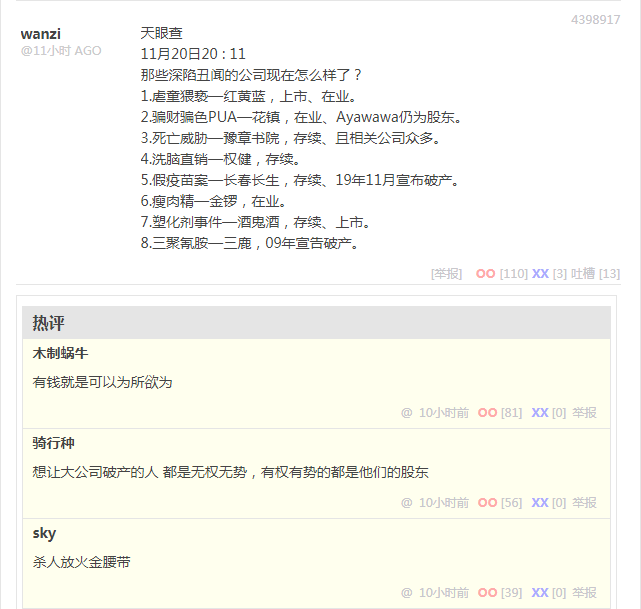 4398917
wanzi
@11小时 AGO
天眼查
11月20日20：11
那些深陷丑闻的公司现在怎么样了？
1.虐童猥亵—红黄蓝，上市、在业。
2.骗财骗色PUA—花镇，在业、Ayawawa仍为股东。
3.死亡威胁—豫章书院，存续、且相关公司众多。
4.洗脑直销—权健，存续。
5.假疫苗案—长春长生，存续、19年11月宣布破产。
6.瘦肉精—金锣，在业。
7.塑化剂事件—酒鬼酒，存续、上市。
8.三聚氰胺—三鹿，09年宣告破产。
[举报] OO [110] XX [3] 吐槽 [13]
热评
木制蜗牛
有钱就是可以为所欲为
@ 10小时前 OO [81] XX [0] 举报
骑行种
想让大公司破产的人 都是无权无势，有权有势的都是他们的股东
@ 10小时前 OO [56] XX [0] 举报
sky
杀人放火金腰带
@ 10小时前 OO [39] XX [0] 举报